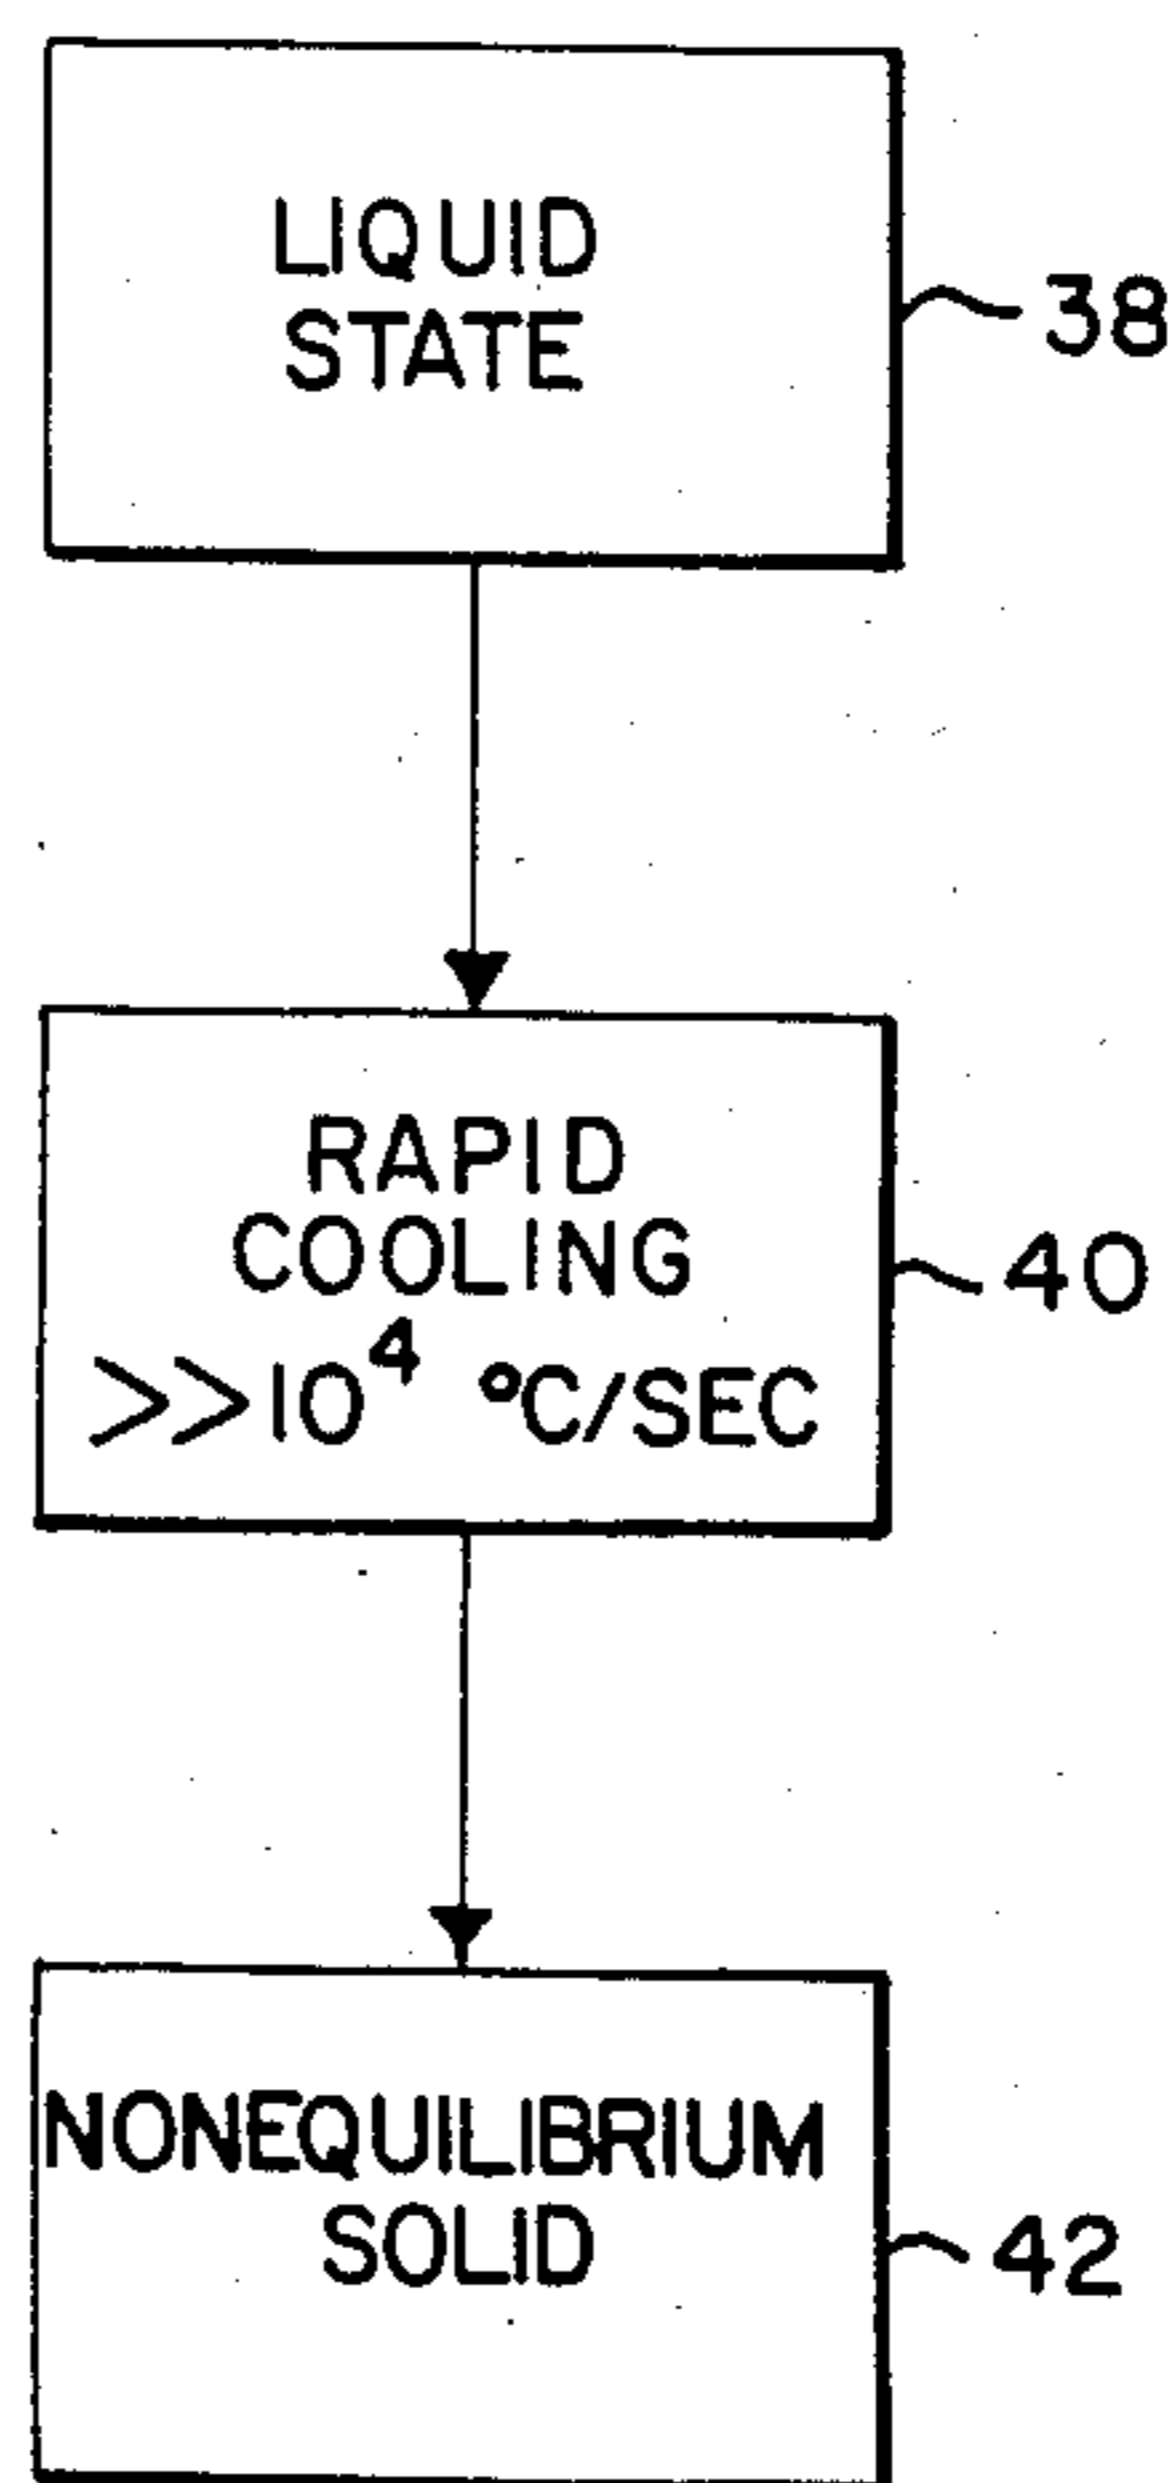 LIQUID
STATE
38
RAPID
COOLING
>>10⁴ °C/SEC
40
NONEQUILIBRIUM
SOLID
42